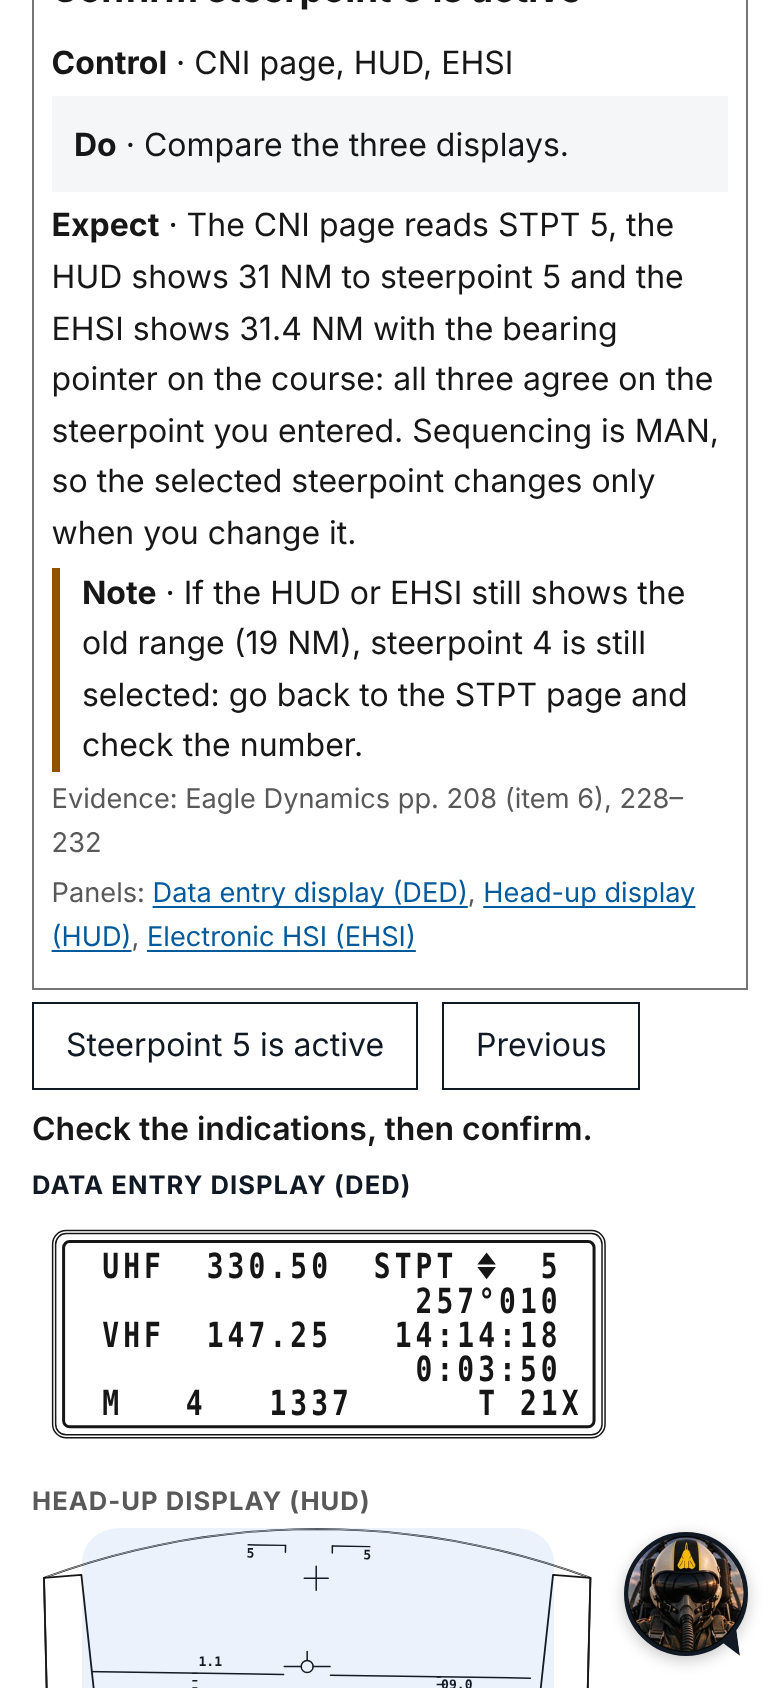 Confirm steerpoint 5 is active
Control · CNI page, HUD, EHSI
Do · Compare the three displays.
Expect · The CNI page reads STPT 5, the
HUD shows 31 NM to steerpoint 5 and the
EHSI shows 31.4 NM with the bearing
pointer on the course: all three agree on the
steerpoint you entered. Sequencing is MAN,
so the selected steerpoint changes only
when you change it.
Note · If the HUD or EHSI still shows the
old range (19 NM), steerpoint 4 is still
selected: go back to the STPT page and
check the number.
Evidence: Eagle Dynamics pp. 208 (item 6), 228–
232
Panels: Data entry display (DED), Head-up display
(HUD), Electronic HSI (EHSI)
Steerpoint 5 is active
Previous
Check the indications, then confirm.
DATA ENTRY DISPLAY (DED)
UHF 330.50 STPT 5
257°010
VHF 147.25 14:14:18
0:03:50
M 4 1337 T 21X
HEAD-UP DISPLAY (HUD)
5 5
1.1
09.0